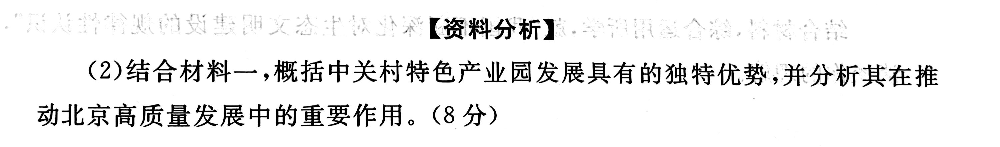 【资料分析】
(2)结合材料一,概括中关村特色产业园发展具有的独特优势,并分析其在推
动北京高质量发展中的重要作用。(8 分)